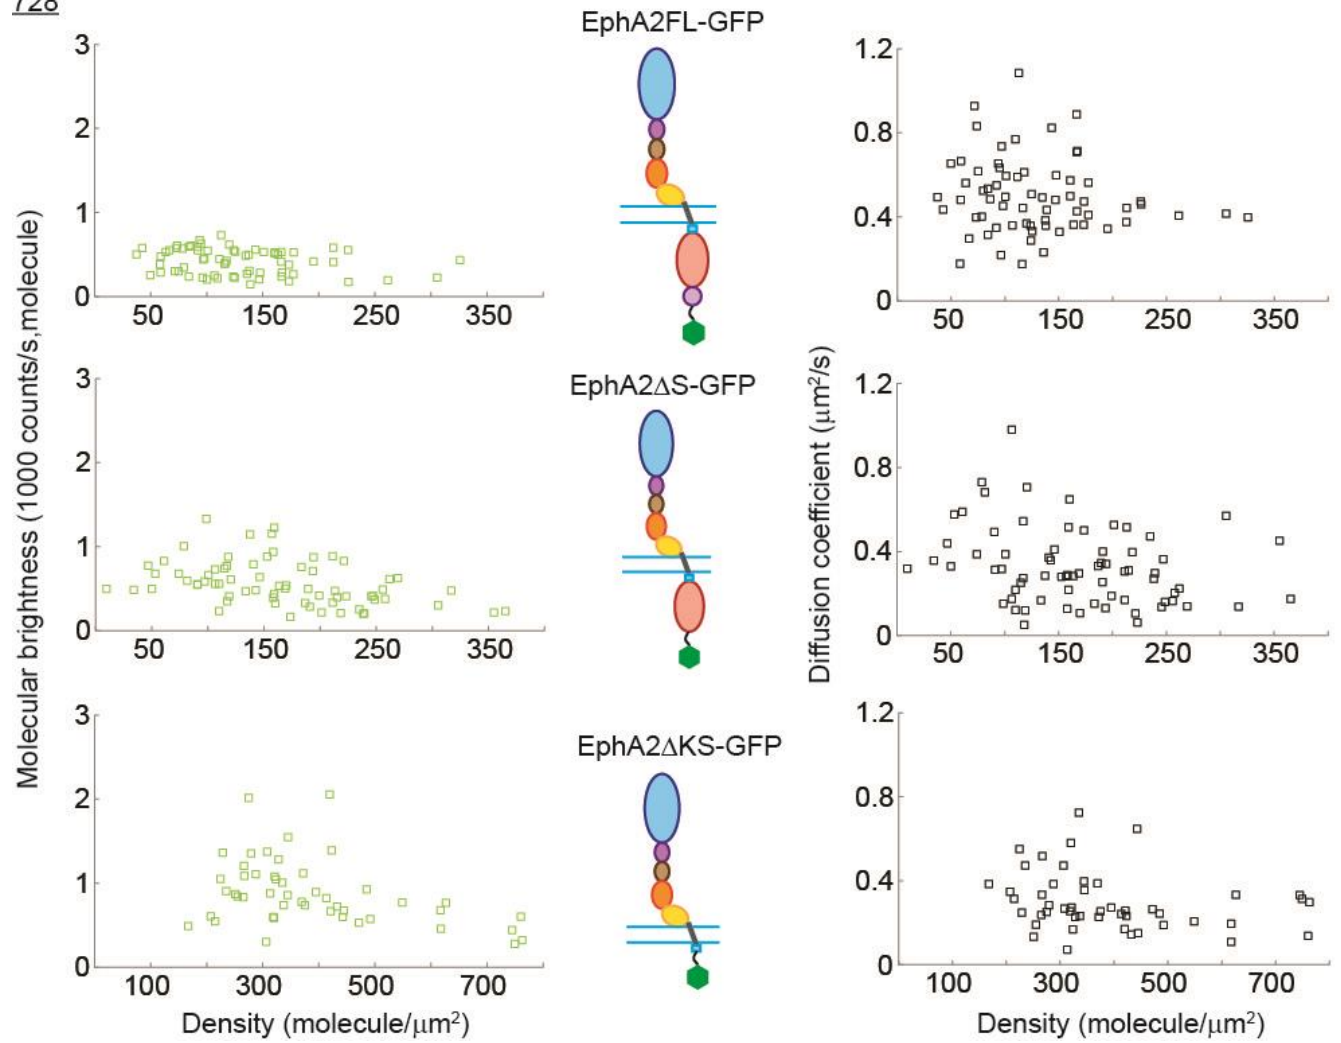 728
EphA2FL-GFP
3
2
1
0
50 150 250 350
1.2
0.8
0.4
0
50 150 250 350
EphA2ΔS-GFP
3
2
1
0
50 150 250 350
1.2
0.8
0.4
0
50 150 250 350
EphA2ΔKS-GFP
3
2
1
0
100 300 500 700
1.2
0.8
0.4
0
100 300 500 700
Molecular brightness (1000 counts/s,molecule)
Diffusion coefficient (μm²/s)
Density (molecule/μm²)
Density (molecule/μm²)